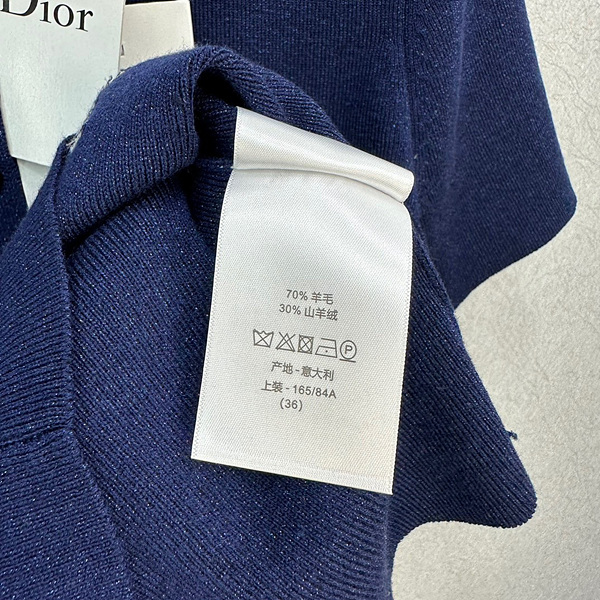 Dior
70% 羊毛
30% 山羊绒
产地 - 意大利
上装 - 165/84A
(36)